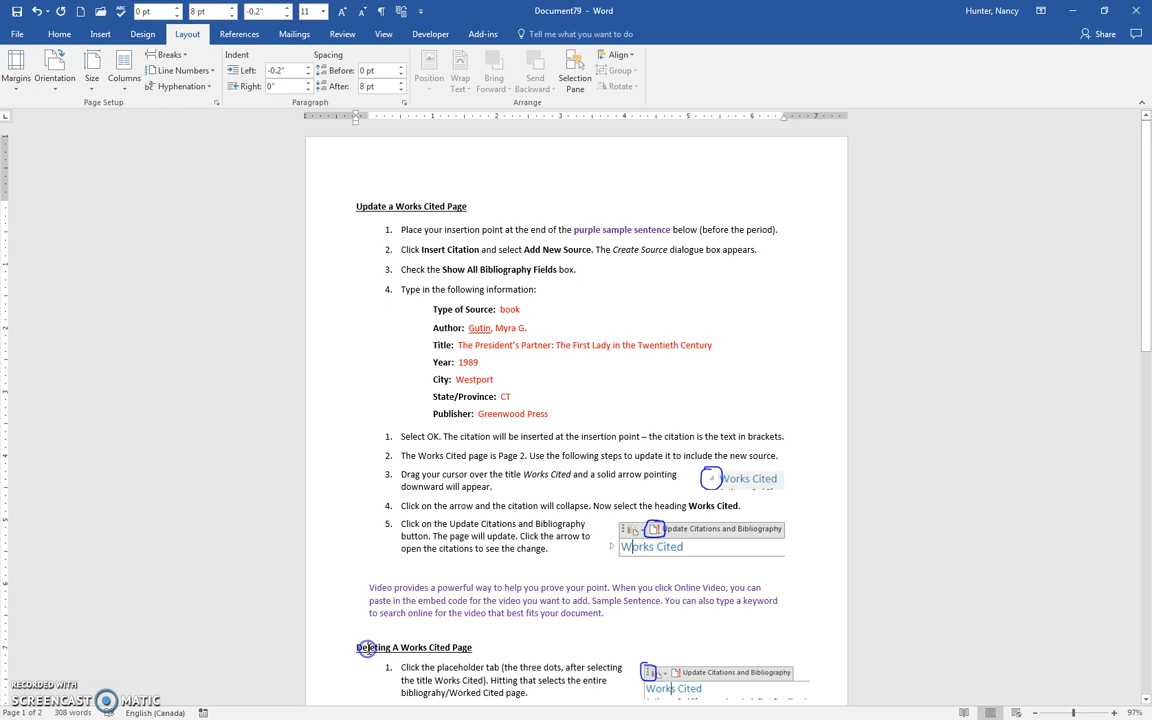 0 pt 8 pt -0.2" 11 Document79 - Word Hunter, Nancy
File Home Insert Design Layout References Mailings Review View Developer Add-ins Tell me what you want to do Share
Margins Orientation Size Columns
Breaks
Line Numbers
Hyphenation
Page Setup
Indent
Left: -0.2"
Right: 0"
Spacing
Before: 0 pt
After: 8 pt
Paragraph
Position
Wrap Text
Bring Forward
Send Backward
Selection Pane
Align
Group
Rotate
Arrange
1 1 2 3 4 5 6 7
Update a Works Cited Page
1. Place your insertion point at the end of the purple sample sentence below (before the period).
2. Click Insert Citation and select Add New Source. The Create Source dialogue box appears.
3. Check the Show All Bibliography Fields box.
4. Type in the following information:
Type of Source: book
Author: Gutin, Myra G.
Title: The President's Partner: The First Lady in the Twentieth Century
Year: 1989
City: Westport
State/Province: CT
Publisher: Greenwood Press
1. Select OK. The citation will be inserted at the insertion point – the citation is the text in brackets.
2. The Works Cited page is Page 2. Use the following steps to update it to include the new source.
3. Drag your cursor over the title Works Cited and a solid arrow pointing
downward will appear.
Works Cited
4. Click on the arrow and the citation will collapse. Now select the heading Works Cited.
5. Click on the Update Citations and Bibliography
button. The page will update. Click the arrow to
open the citations to see the change.
Update Citations and Bibliography
Works Cited
Video provides a powerful way to help you prove your point. When you click Online Video, you can
paste in the embed code for the video you want to add. Sample Sentence. You can also type a keyword
to search online for the video that best fits your document.
Deleting A Works Cited Page
1. Click the placeholder tab (the three dots, after selecting
the title Works Cited). Hitting that selects the entire
bibliograhy/Worked Cited page.
Update Citations and Bibliography
Works Cited
RECORDED WITH
SCREENCAST MATIC
Page 1 of 2 308 words English (Canada) 97%